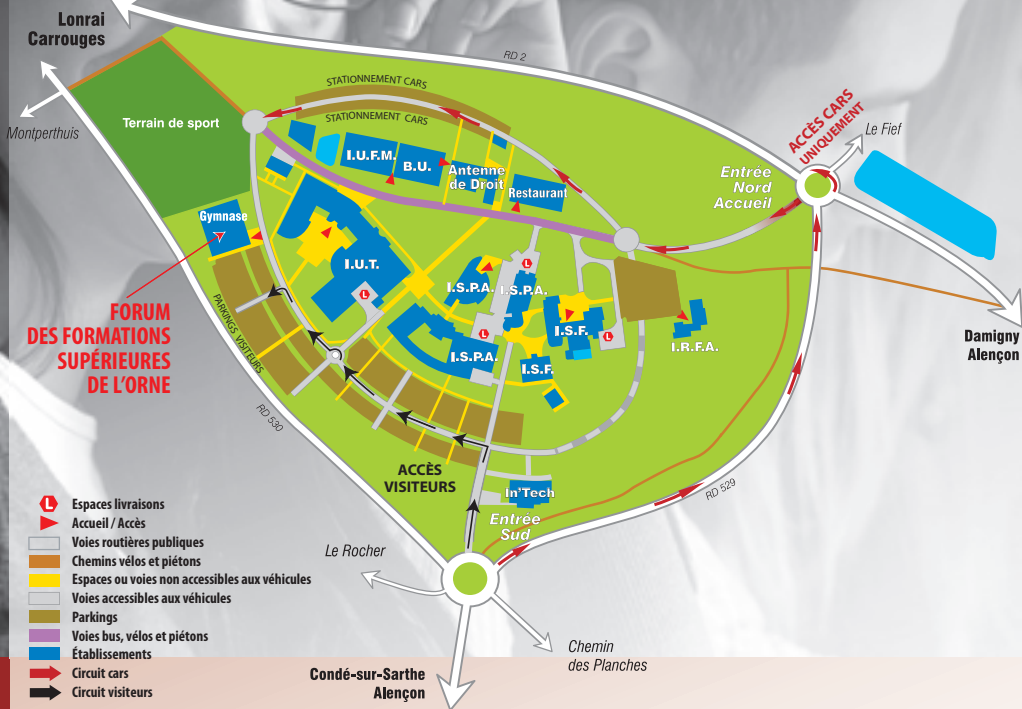 Lonrai
Carrouges
RD 2
Montperthuis
Terrain de sport
STATIONNEMENT CARS
STATIONNEMENT CARS
ACCÈS CARS
UNIQUEMENT
Le Fief
I.U.F.M.
B.U.
Antenne
de Droit
Restaurant
Entrée
Nord
Accueil
Gymnase
I.U.T.
L
I.S.P.A.
I.S.P.A.
L
L
I.S.P.A.
I.S.F.
L
I.S.F.
I.R.F.A.
PARKINGS VISITEURS
FORUM
DES FORMATIONS
SUPÉRIEURES
DE L'ORNE
Damigny
Alençon
RD 530
ACCÈS
VISITEURS
In'Tech
Entrée
Sud
RD 529
L Espaces livraisons
Accueil / Accès
Voies routières publiques
Chemins vélos et piétons
Espaces ou voies non accessibles aux véhicules
Voies accessibles aux véhicules
Parkings
Voies bus, vélos et piétons
Établissements
Circuit cars
Circuit visiteurs
Le Rocher
Chemin
des Planches
Condé-sur-Sarthe
Alençon